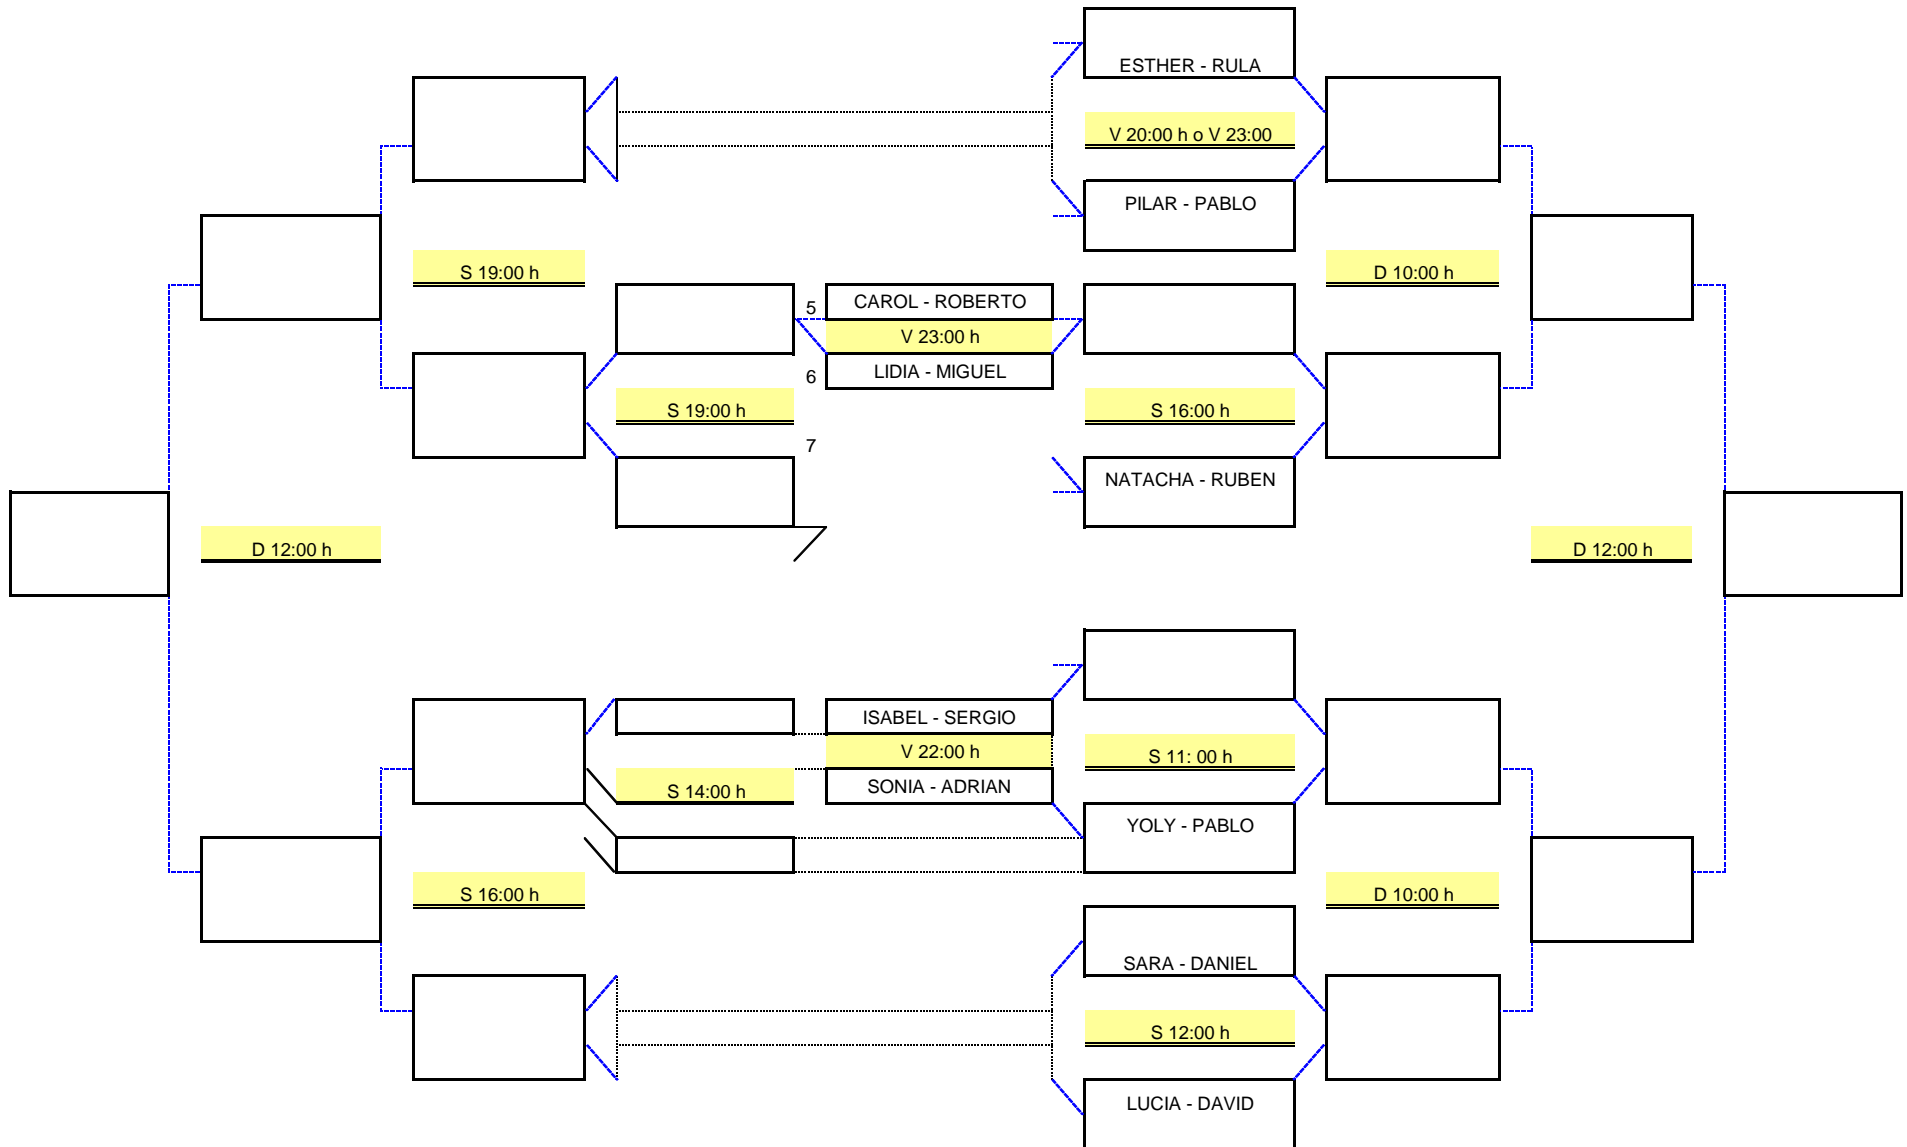 ESTHER - RULA
V 20:00 h o V 23:00
PILAR - PABLO
S 19:00 h
D 10:00 h
5
CAROL - ROBERTO
V 23:00 h
6
LIDIA - MIGUEL
S 19:00 h
S 16:00 h
7
NATACHA - RUBEN
D 12:00 h
D 12:00 h
ISABEL - SERGIO
V 22:00 h
S 11: 00 h
S 14:00 h
SONIA - ADRIAN
YOLY - PABLO
S 16:00 h
D 10:00 h
SARA - DANIEL
S 12:00 h
LUCIA - DAVID